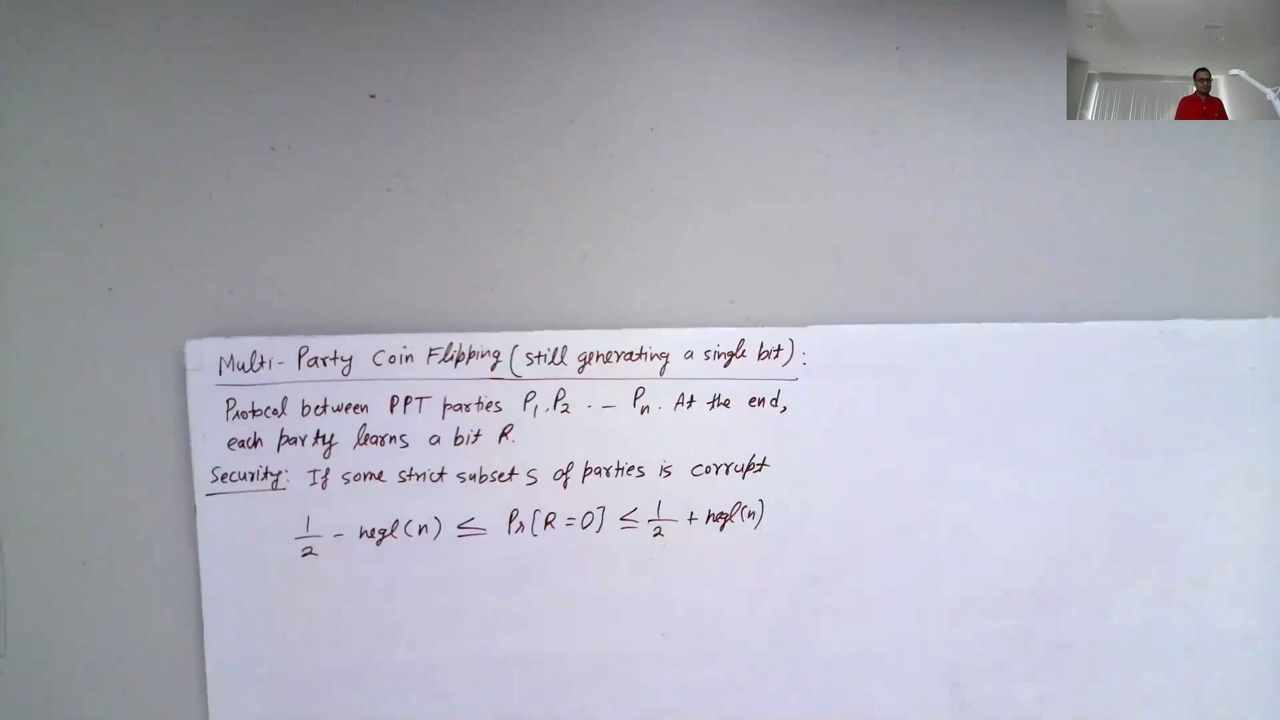 Multi-Party Coin Flipping (still generating a single bit):
Protocol between PPT parties P₁, P₂ . – Pₙ. At the end,
each party learns a bit R.
Security: If some strict subset S of parties is corrupt
1/2 - negl(n) ≤ Pr[R=0] ≤ 1/2 + negl(n)